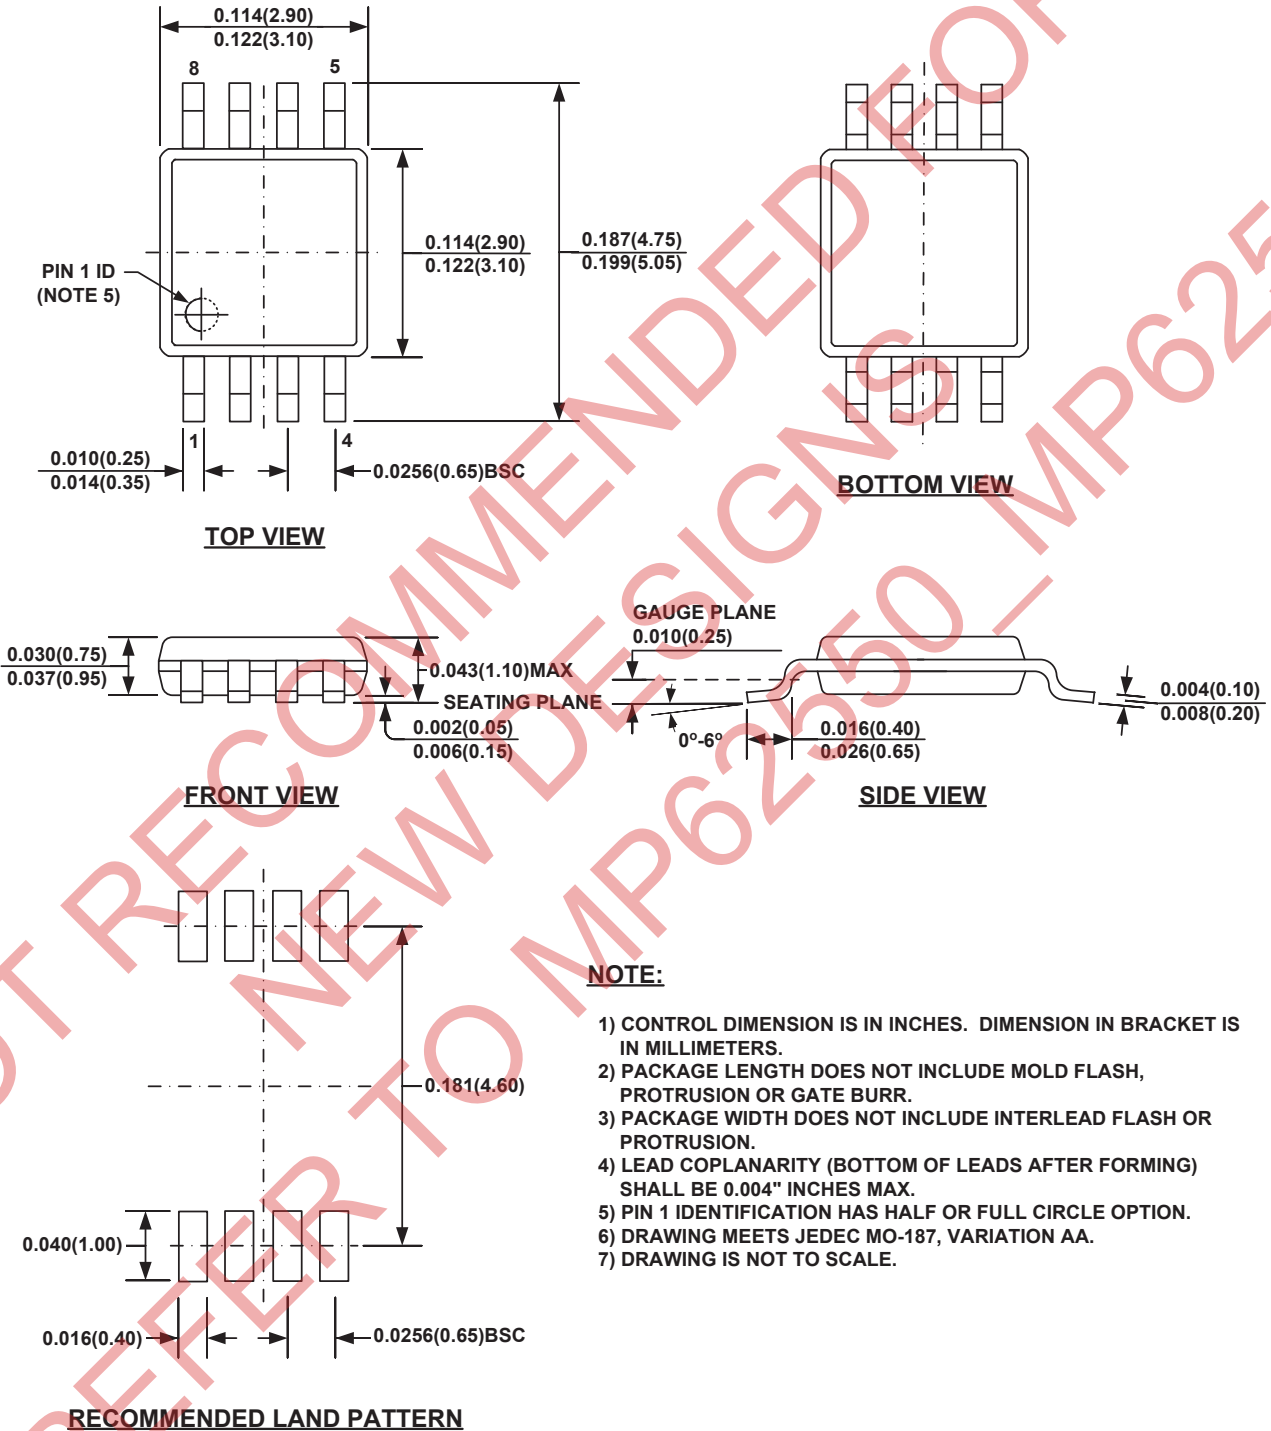 0.114(2.90)
0.122(3.10)
8
5
PIN 1 ID
(NOTE 5)
0.114(2.90)
0.122(3.10)
0.187(4.75)
0.199(5.05)
1
4
0.010(0.25)
0.014(0.35)
0.0256(0.65)BSC
TOP VIEW
BOTTOM VIEW
0.030(0.75)
0.037(0.95)
0.043(1.10)MAX
SEATING PLANE
0.002(0.05)
0.006(0.15)
FRONT VIEW
GAUGE PLANE
0.010(0.25)
0º-6º
0.016(0.40)
0.026(0.65)
0.004(0.10)
0.008(0.20)
SIDE VIEW
0.181(4.60)
0.040(1.00)
0.016(0.40)
0.0256(0.65)BSC
RECOMMENDED LAND PATTERN
NOTE:
1) CONTROL DIMENSION IS IN INCHES. DIMENSION IN BRACKET IS
IN MILLIMETERS.
2) PACKAGE LENGTH DOES NOT INCLUDE MOLD FLASH,
PROTRUSION OR GATE BURR.
3) PACKAGE WIDTH DOES NOT INCLUDE INTERLEAD FLASH OR
PROTRUSION.
4) LEAD COPLANARITY (BOTTOM OF LEADS AFTER FORMING)
SHALL BE 0.004" INCHES MAX.
5) PIN 1 IDENTIFICATION HAS HALF OR FULL CIRCLE OPTION.
6) DRAWING MEETS JEDEC MO-187, VARIATION AA.
7) DRAWING IS NOT TO SCALE.
RECOMMENDED FOR
NEW DESIGNS
REFER TO MP62550_MP625